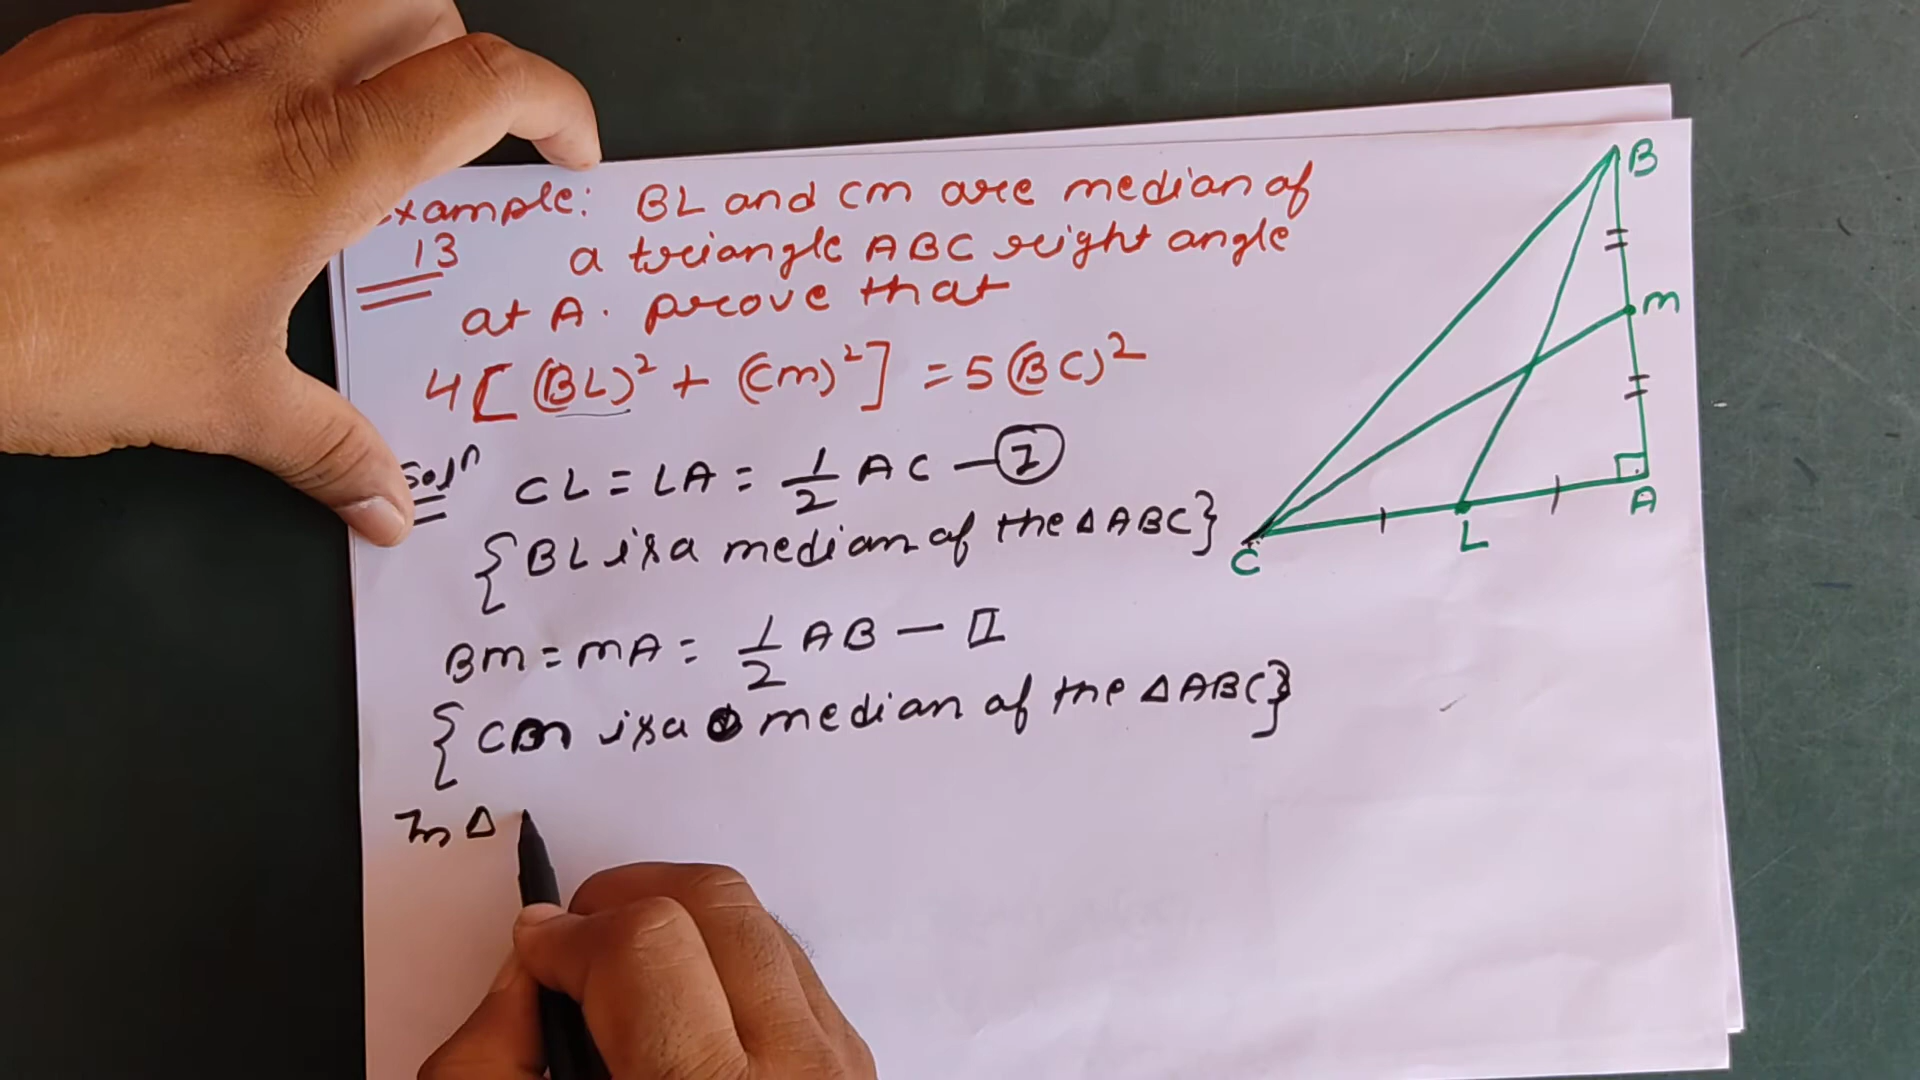 Example: BL and CM are median of
13 a triangle ABC right angle
at A. prove that
4[(BL)² + (CM)²] = 5(BC)²
Solⁿ CL = LA = 1/2 AC — I
{BL is a median of the ΔABC}
BM = MA = 1/2 AB — II
{CM is a median of the ΔABC}
In Δ
B
M
A
L
C